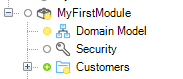 MyFirstModule
Domain Model
Security
Customers